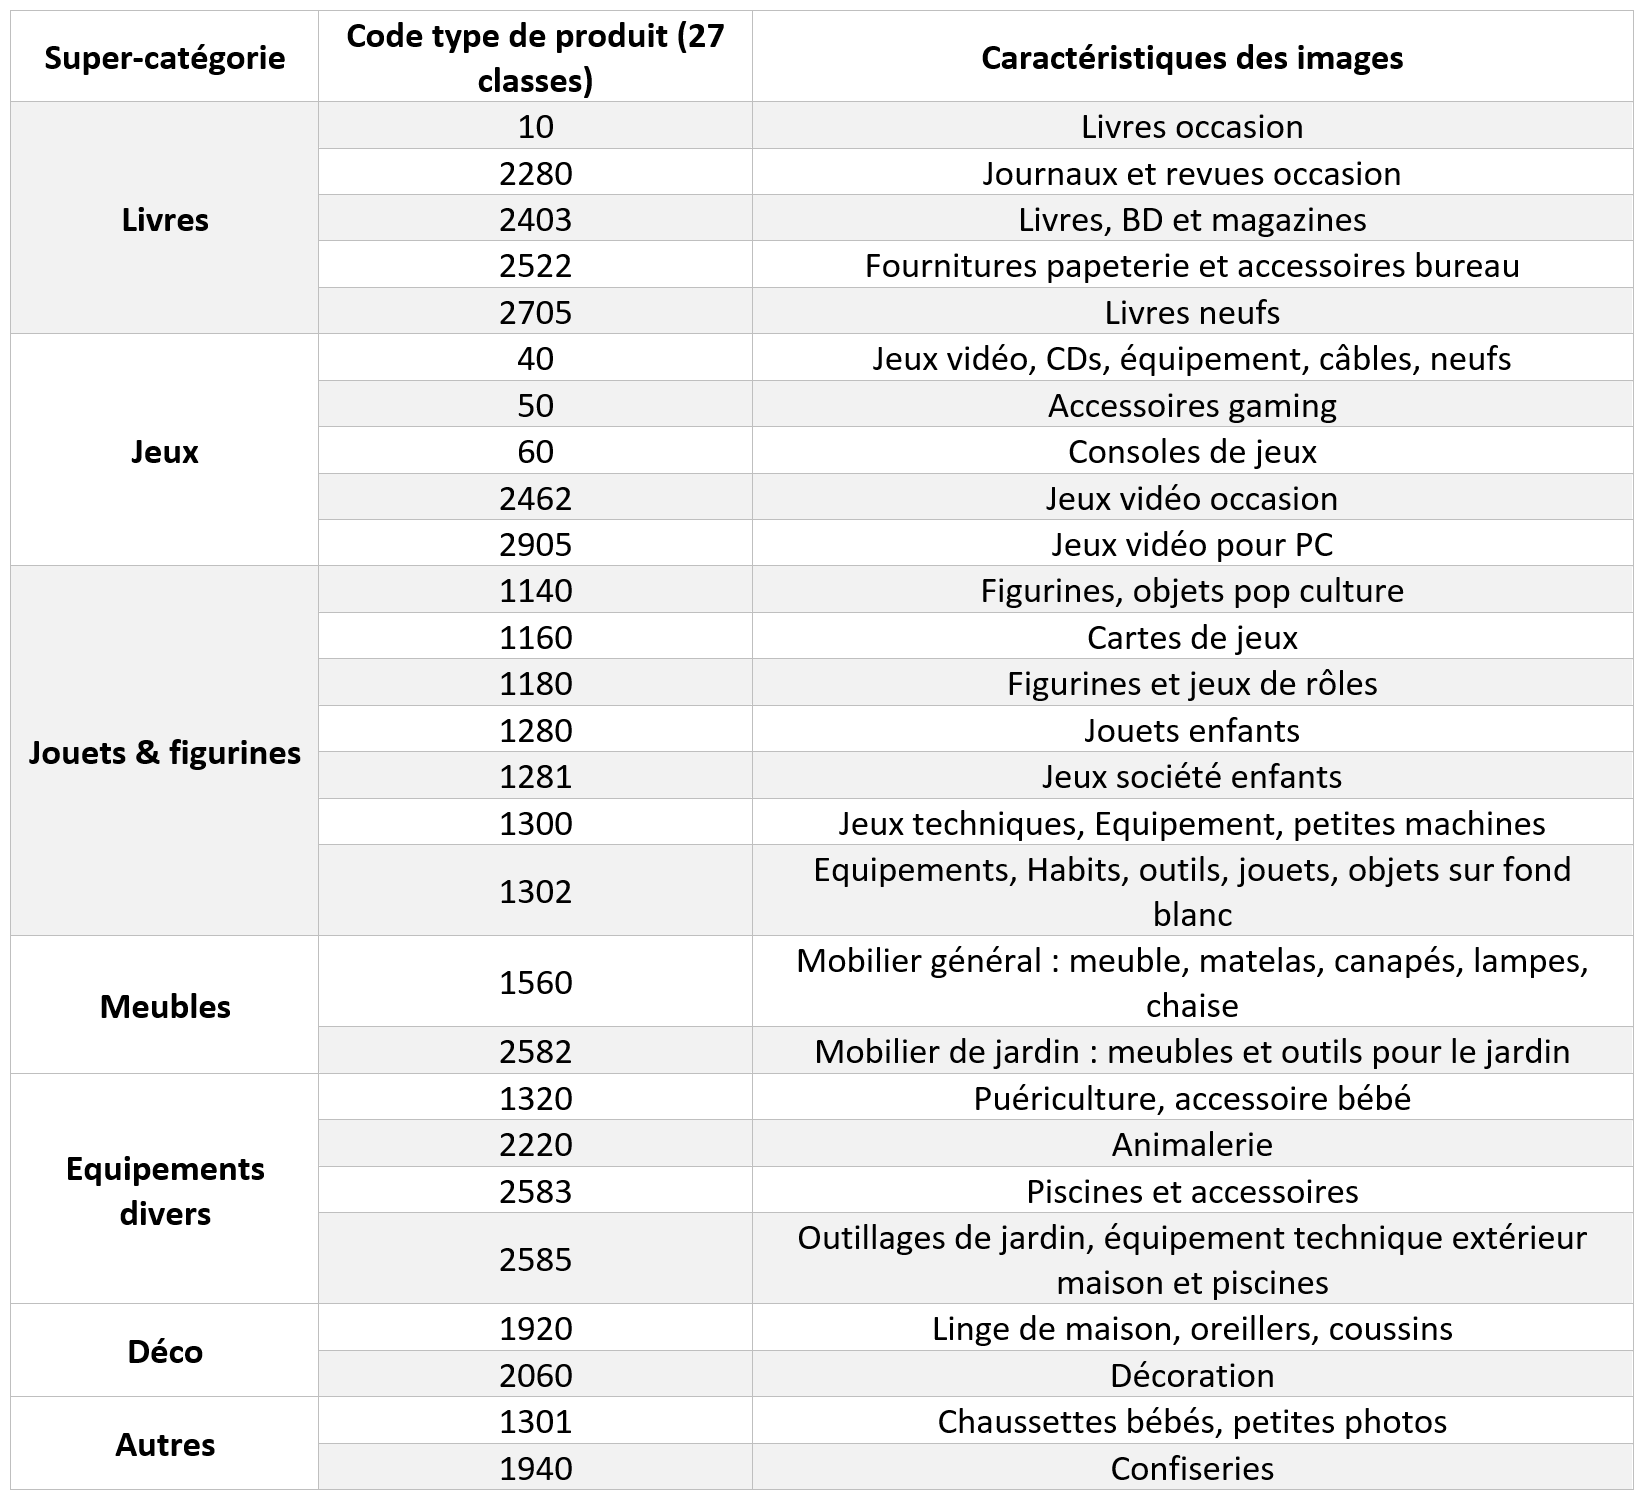 Super-catégorie
Code type de produit (27
classes)
Caractéristiques des images
Livres
10
Livres occasion
2280
Journaux et revues occasion
2403
Livres, BD et magazines
2522
Fournitures papeterie et accessoires bureau
2705
Livres neufs
Jeux
40
Jeux vidéo, CDs, équipement, câbles, neufs
50
Accessoires gaming
60
Consoles de jeux
2462
Jeux vidéo occasion
2905
Jeux vidéo pour PC
Jouets & figurines
1140
Figurines, objets pop culture
1160
Cartes de jeux
1180
Figurines et jeux de rôles
1280
Jouets enfants
1281
Jeux société enfants
1300
Jeux techniques, Equipement, petites machines
1302
Equipements, Habits, outils, jouets, objets sur fond
blanc
Meubles
1560
Mobilier général : meuble, matelas, canapés, lampes,
chaise
2582
Mobilier de jardin : meubles et outils pour le jardin
Equipements
divers
1320
Puériculture, accessoire bébé
2220
Animalerie
2583
Piscines et accessoires
2585
Outillages de jardin, équipement technique extérieur
maison et piscines
Déco
1920
Linge de maison, oreillers, coussins
2060
Décoration
Autres
1301
Chaussettes bébés, petites photos
1940
Confiseries